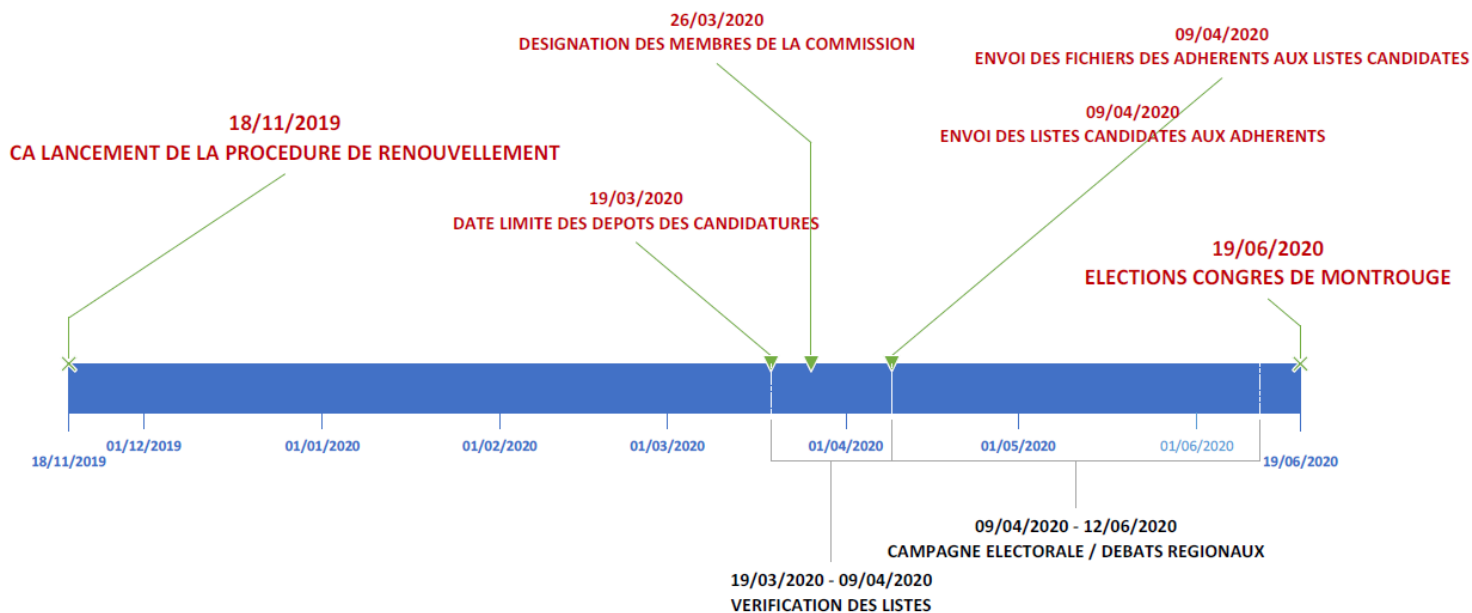 26/03/2020
DESIGNATION DES MEMBRES DE LA COMMISSION
09/04/2020
ENVOI DES FICHIERS DES ADHERENTS AUX LISTES CANDIDATES
18/11/2019
CA LANCEMENT DE LA PROCEDURE DE RENOUVELLEMENT
09/04/2020
ENVOI DES LISTES CANDIDATES AUX ADHERENTS
19/03/2020
DATE LIMITE DES DEPOTS DES CANDIDATURES
19/06/2020
ELECTIONS CONGRES DE MONTROUGE
01/12/2019
01/01/2020
01/02/2020
01/03/2020
01/04/2020
01/05/2020
01/06/2020
18/11/2019
19/06/2020
09/04/2020 - 12/06/2020
CAMPAGNE ELECTORALE / DEBATS REGIONAUX
19/03/2020 - 09/04/2020
VERIFICATION DES LISTES